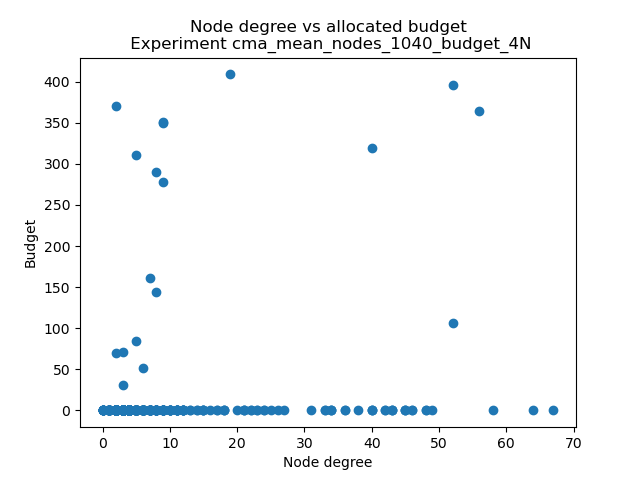 Node degree vs allocated budget
Experiment cma_mean_nodes_1040_budget_4N
400
350
300
250
200
150
100
50
0
Budget
0 10 20 30 40 50 60 70
Node degree